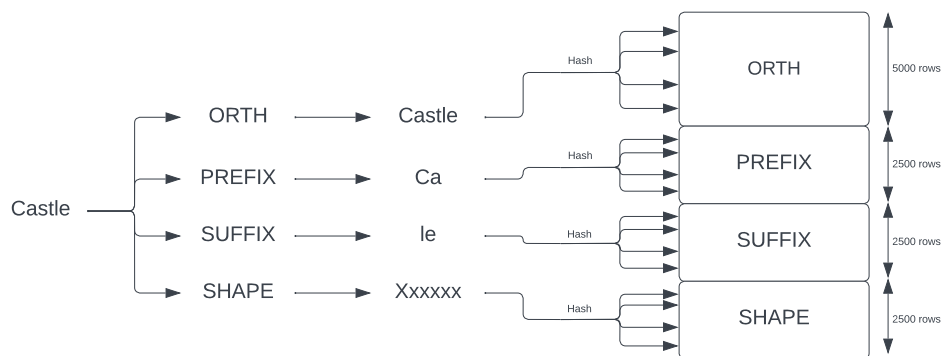 Castle
ORTH
Castle
Hash
ORTH
5000 rows
PREFIX
Ca
Hash
PREFIX
2500 rows
SUFFIX
le
Hash
SUFFIX
2500 rows
SHAPE
Xxxxxx
Hash
SHAPE
2500 rows